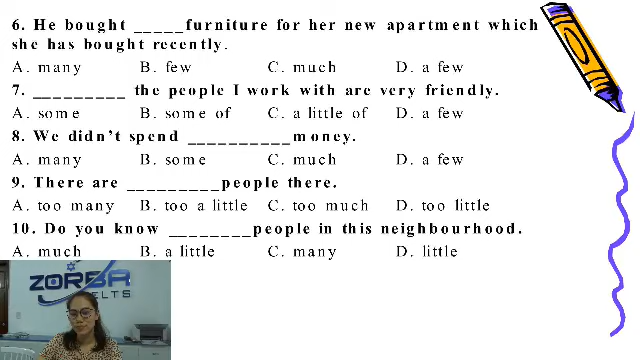 6. He bought _____furniture for her new apartment which
she has bought recently.
A. many B. few C. much D. a few
7. _________ the people I work with are very friendly.
A. some B. some of C. a little of D. a few
8. We didn't spend __________money.
A. many B. some C. much D. a few
9. There are _________people there.
A. too many B. too a little C. too much D. too little
10. Do you know ________people in this neighbourhood.
A. much B. a little C. many D. little
ZORBA
IELTS